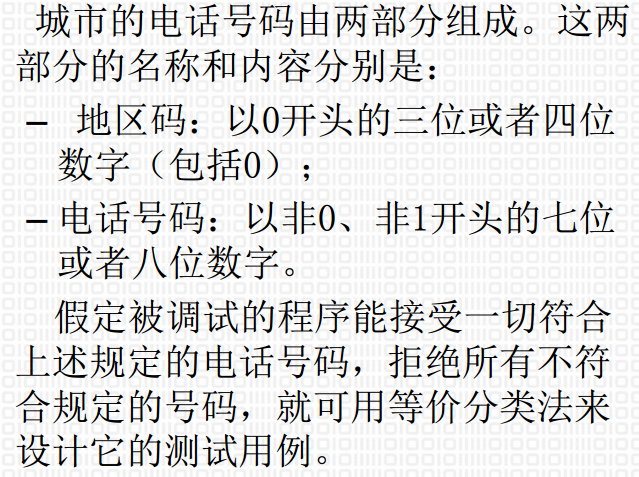 城市的电话号码由两部分组成。这两
部分的名称和内容分别是：
– 地区码：以0开头的三位或者四位
数字（包括0）；
– 电话号码：以非0、非1开头的七位
或者八位数字。
假定被调试的程序能接受一切符合
上述规定的电话号码，拒绝所有不符
合规定的号码，就可用等价分类法来
设计它的测试用例。